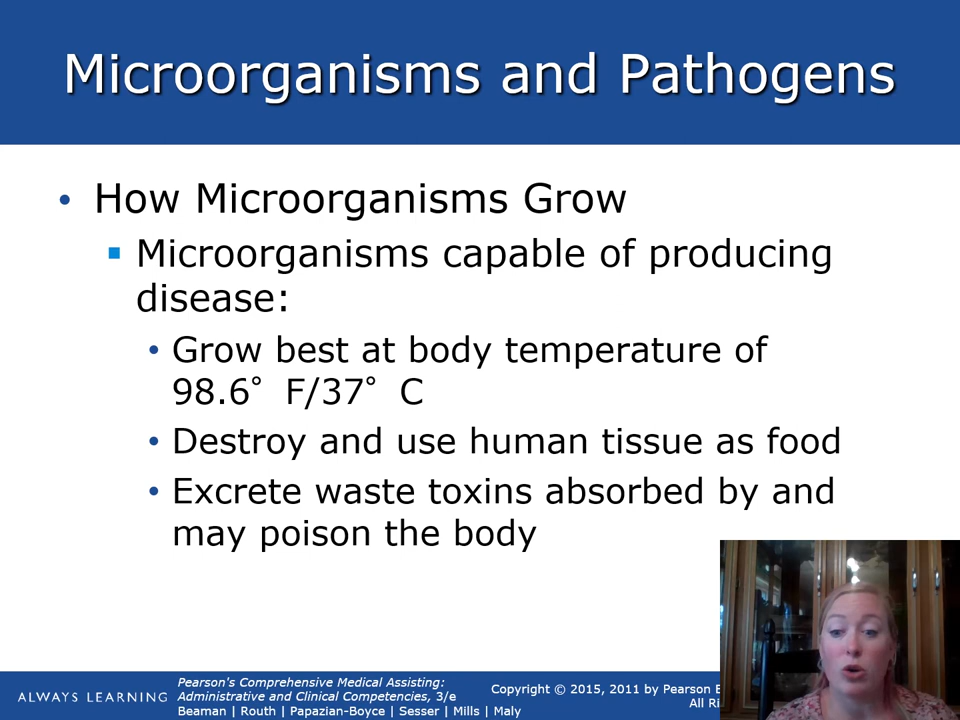 Microorganisms and Pathogens
• How Microorganisms Grow
▪ Microorganisms capable of producing
disease:
• Grow best at body temperature of
98.6° F/37° C
• Destroy and use human tissue as food
• Excrete waste toxins absorbed by and
may poison the body
ALWAYS LEARNING
Pearson's Comprehensive Medical Assisting:
Administrative and Clinical Competencies, 3/e
Beaman | Routh | Papazian-Boyce | Sesser | Mills | Maly
Copyright © 2015, 2011 by Pearson
All